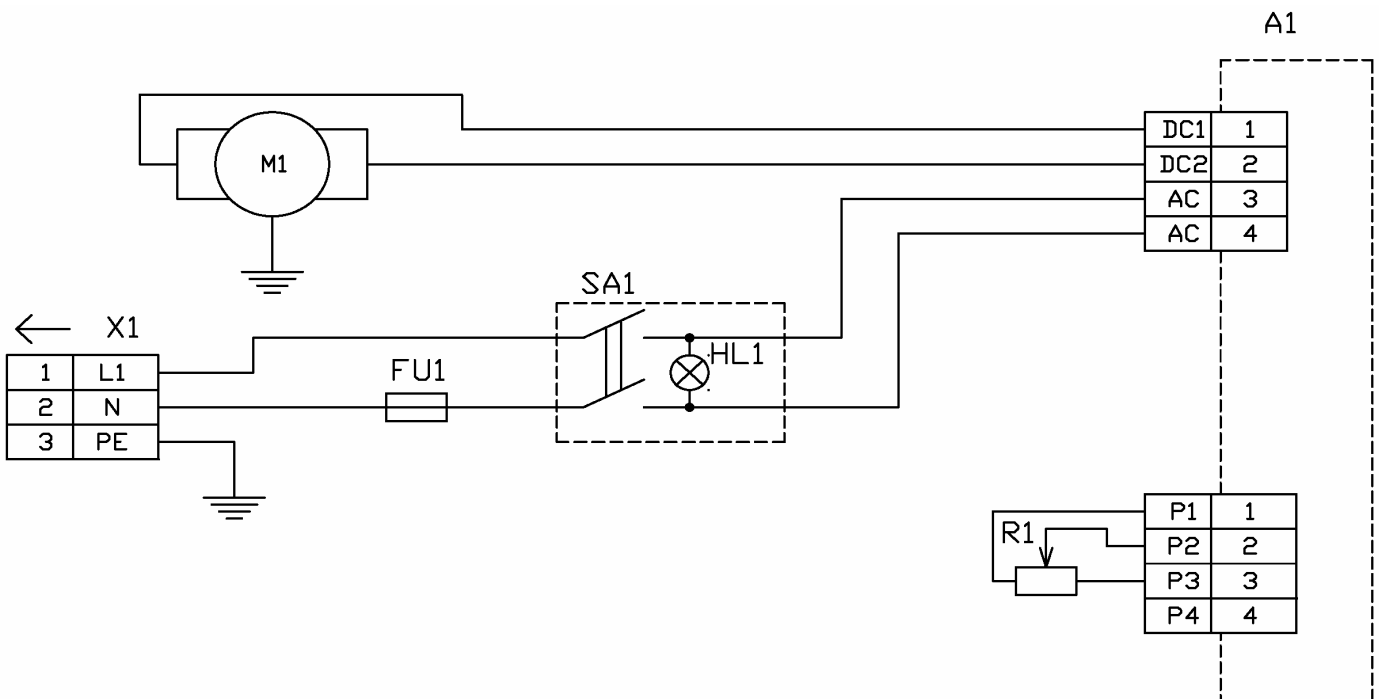 A1
DC1 1
M1
DC2 2
AC 3
AC 4
SA1
X1
HL1
1 L1
FU1
2 N
3 PE
P1 1
R1
P2 2
P3 3
P4 4